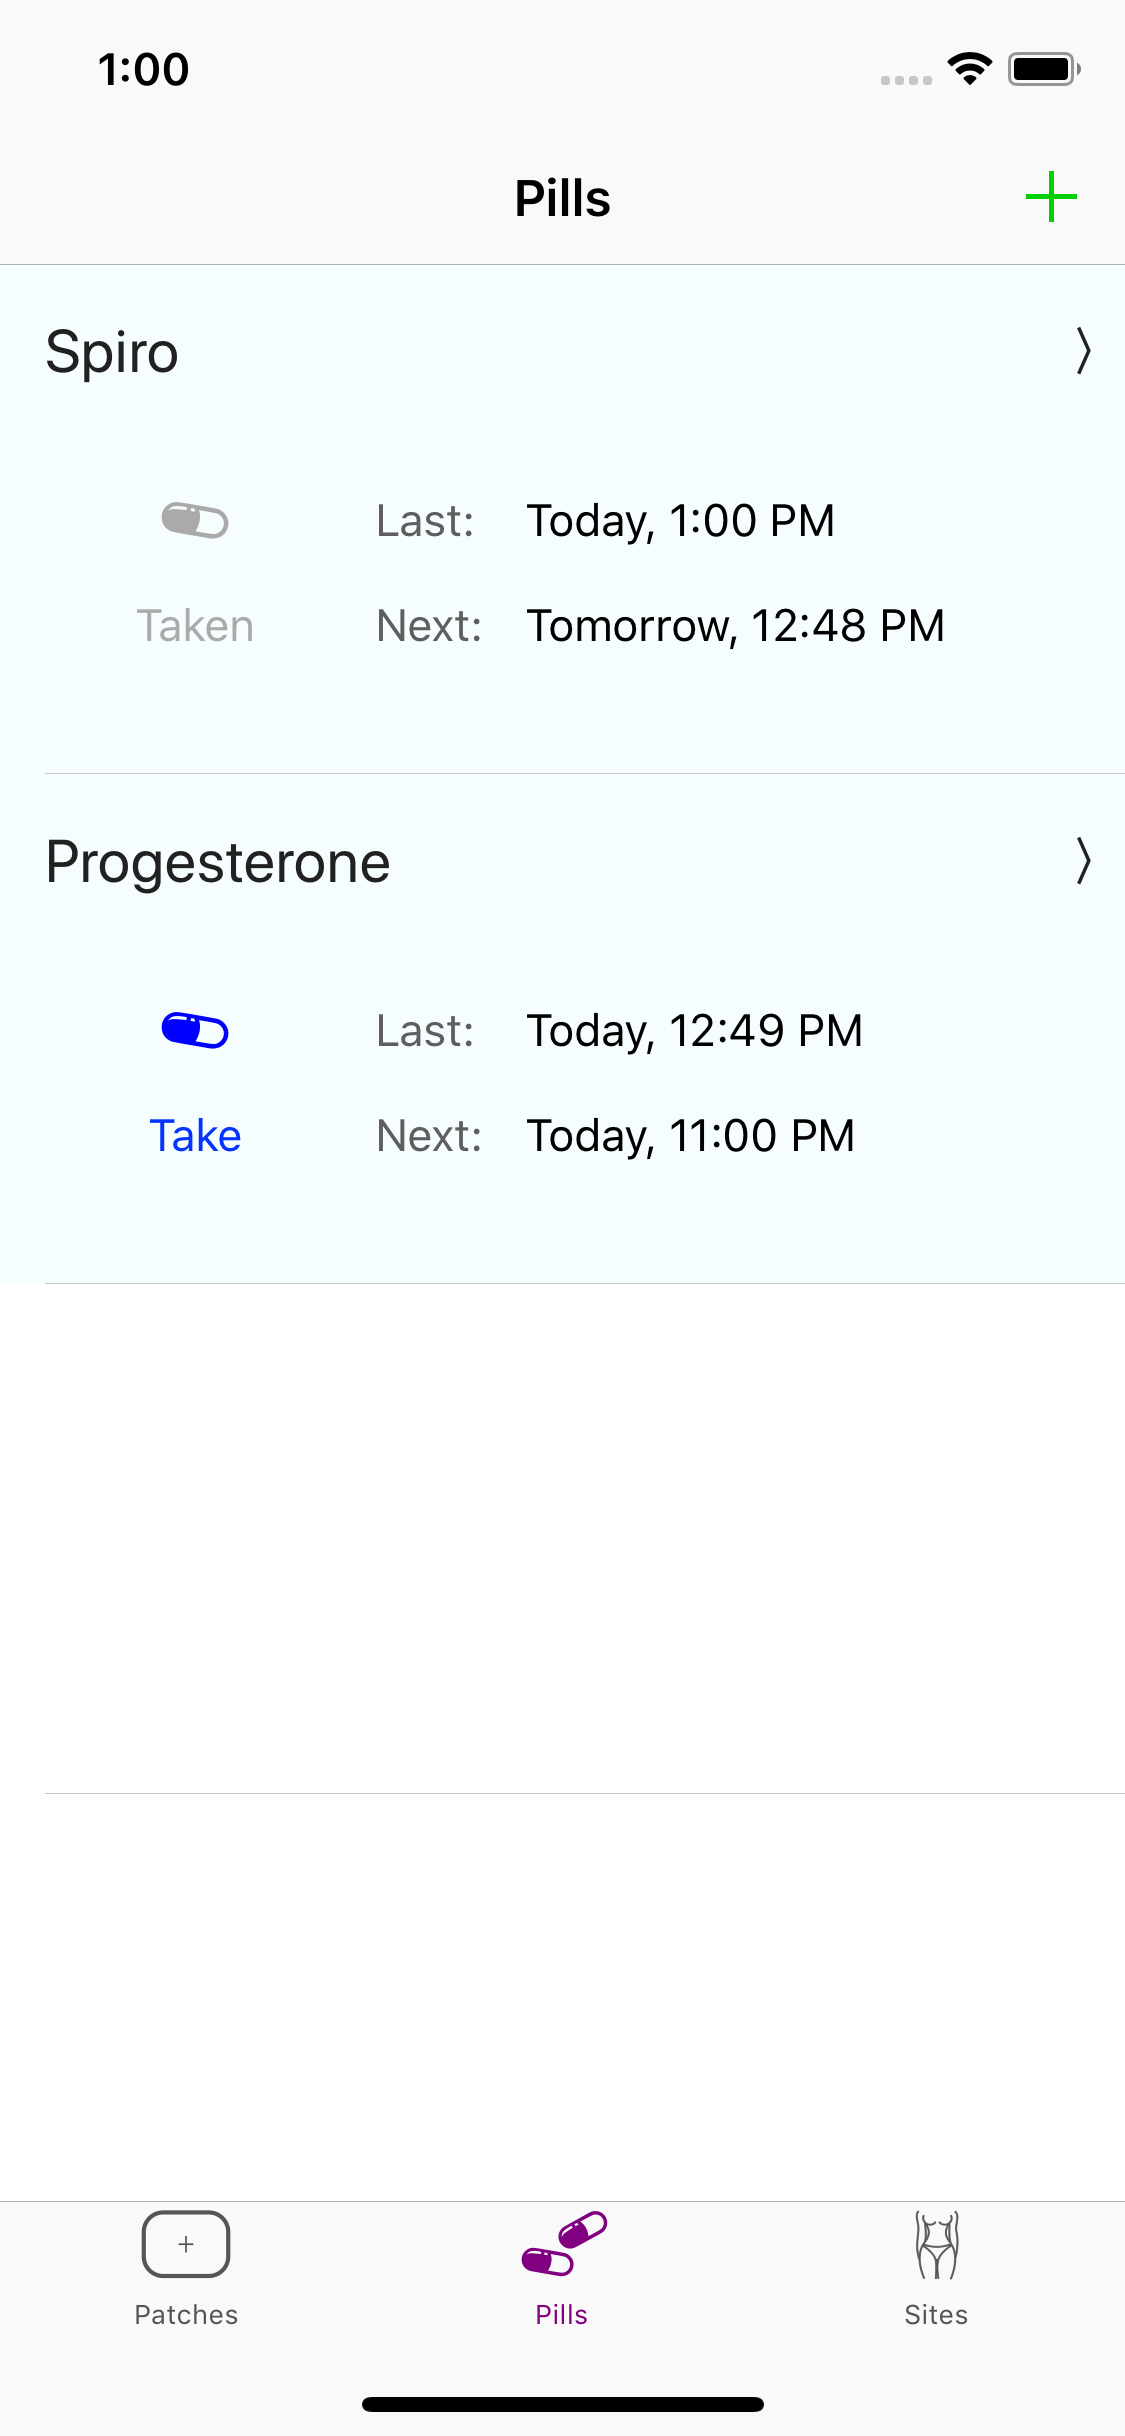 1:00
Pills
Spiro
Last: Today, 1:00 PM
Taken Next: Tomorrow, 12:48 PM
Progesterone
Last: Today, 12:49 PM
Take Next: Today, 11:00 PM
Patches Pills Sites